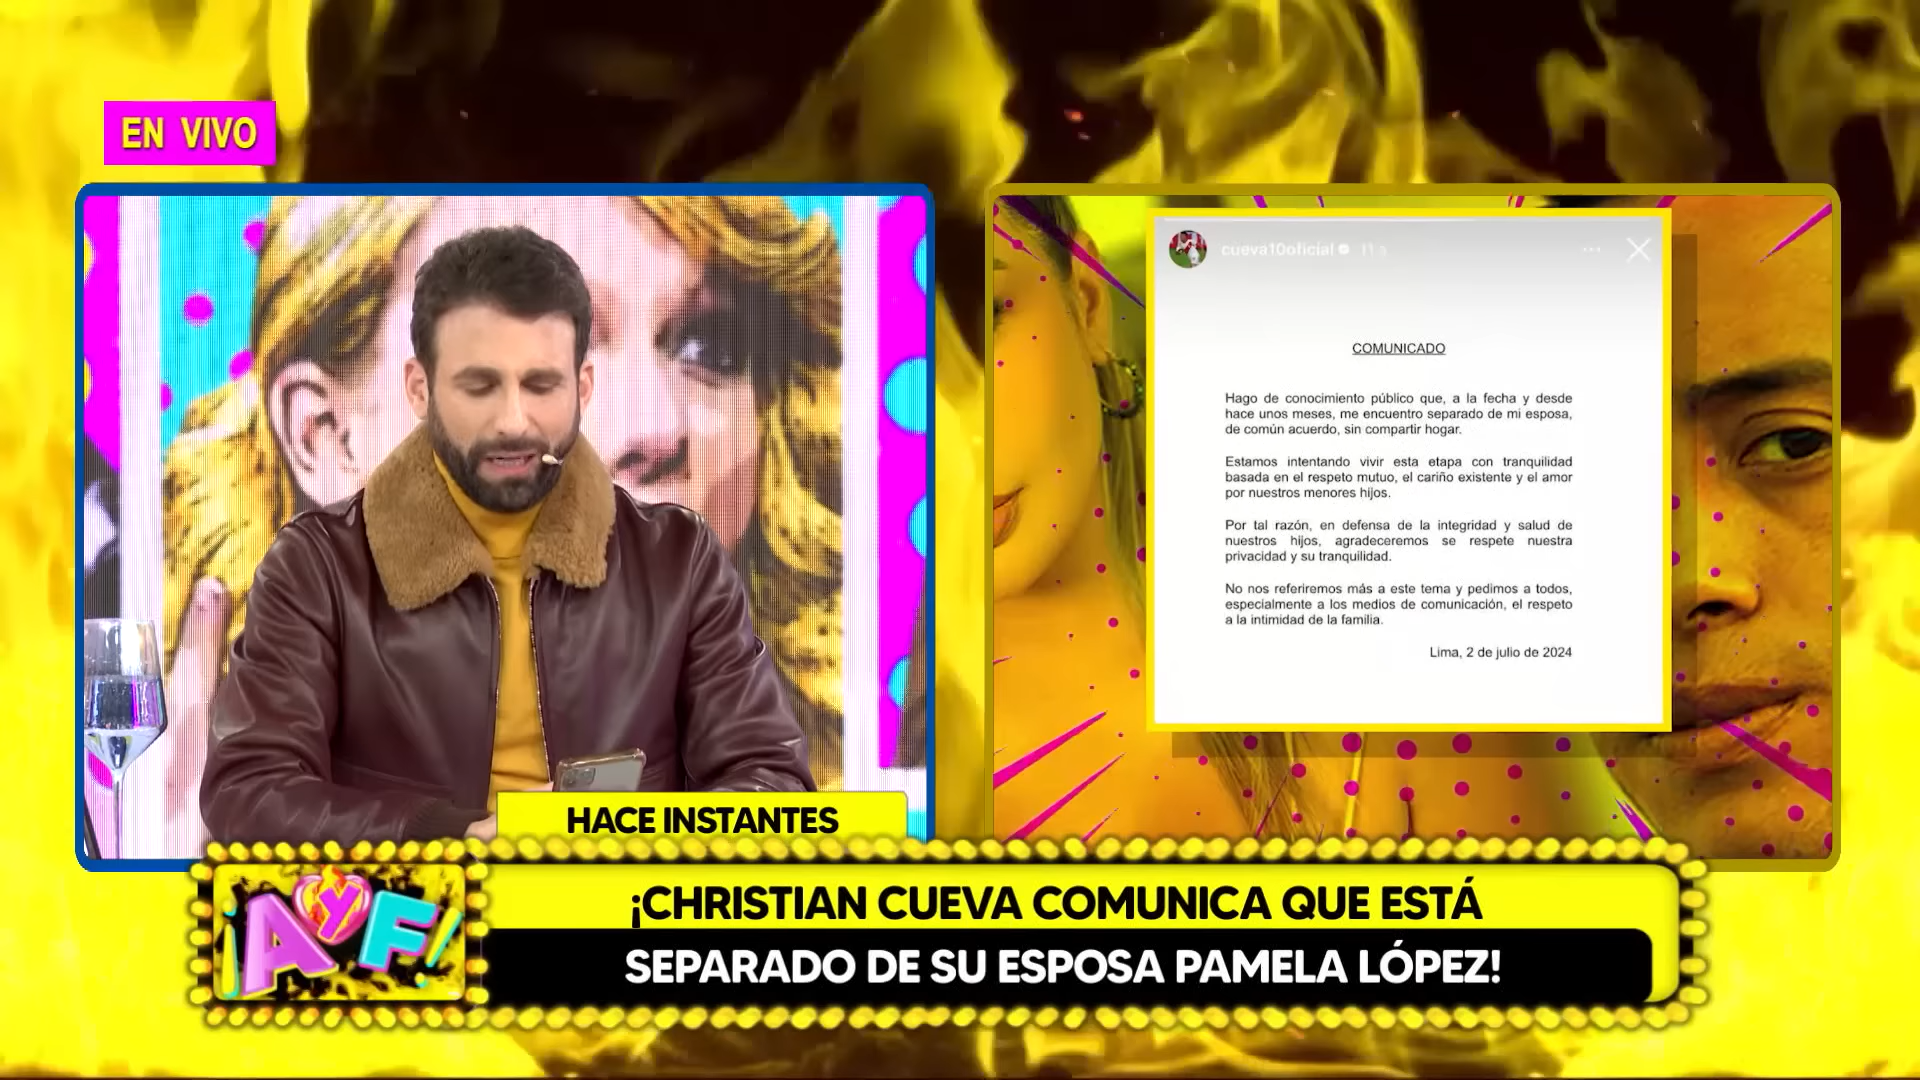 EN VIVO
cueva10oficial 11 s
COMUNICADO
Hago de conocimiento público que, a la fecha y desde
hace unos meses, me encuentro separado de mi esposa,
de común acuerdo, sin compartir hogar.
Estamos intentando vivir esta etapa con tranquilidad
basada en el respeto mutuo, el cariño existente y el amor
por nuestros menores hijos.
Por tal razón, en defensa de la integridad y salud de
nuestros hijos, agradeceremos se respete nuestra
privacidad y su tranquilidad.
No nos referiremos más a este tema y pedimos a todos,
especialmente a los medios de comunicación, el respeto
a la intimidad de la familia.
Lima, 2 de julio de 2024
HACE INSTANTES
¡AYF!
¡CHRISTIAN CUEVA COMUNICA QUE ESTÁ
SEPARADO DE SU ESPOSA PAMELA LÓPEZ!